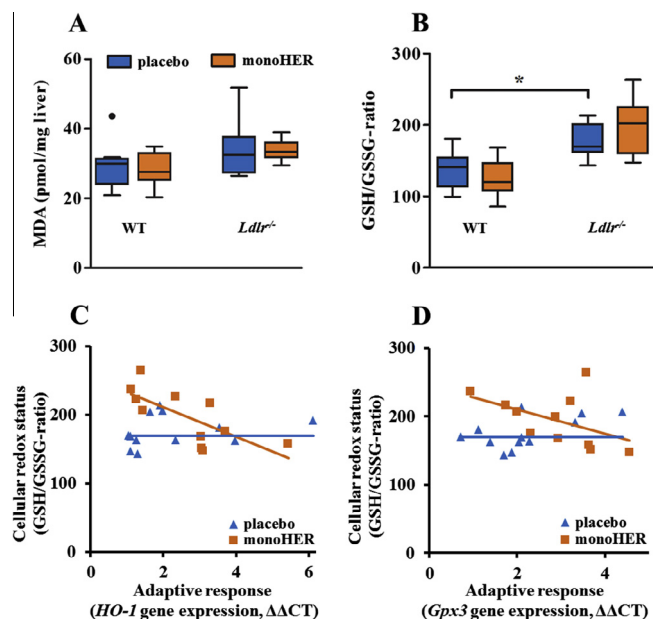 A
placebo
monoHER
60
40
20
0
MDA (pmol/mg liver)
WT
Ldlr-/-
B
300
200
100
0
GSH/GSSG-ratio
*
WT
Ldlr-/-
C
300
200
100
0
Cellular redox status
(GSH/GSSG-ratio)
placebo
monoHER
0 2 4 6
Adaptive response
(HO-1 gene expression, ΔΔCT)
D
300
200
100
0
Cellular redox status
(GSH/GSSG-ratio)
placebo
monoHER
0 2 4 6
Adaptive response
(Gpx3 gene expression, ΔΔCT)